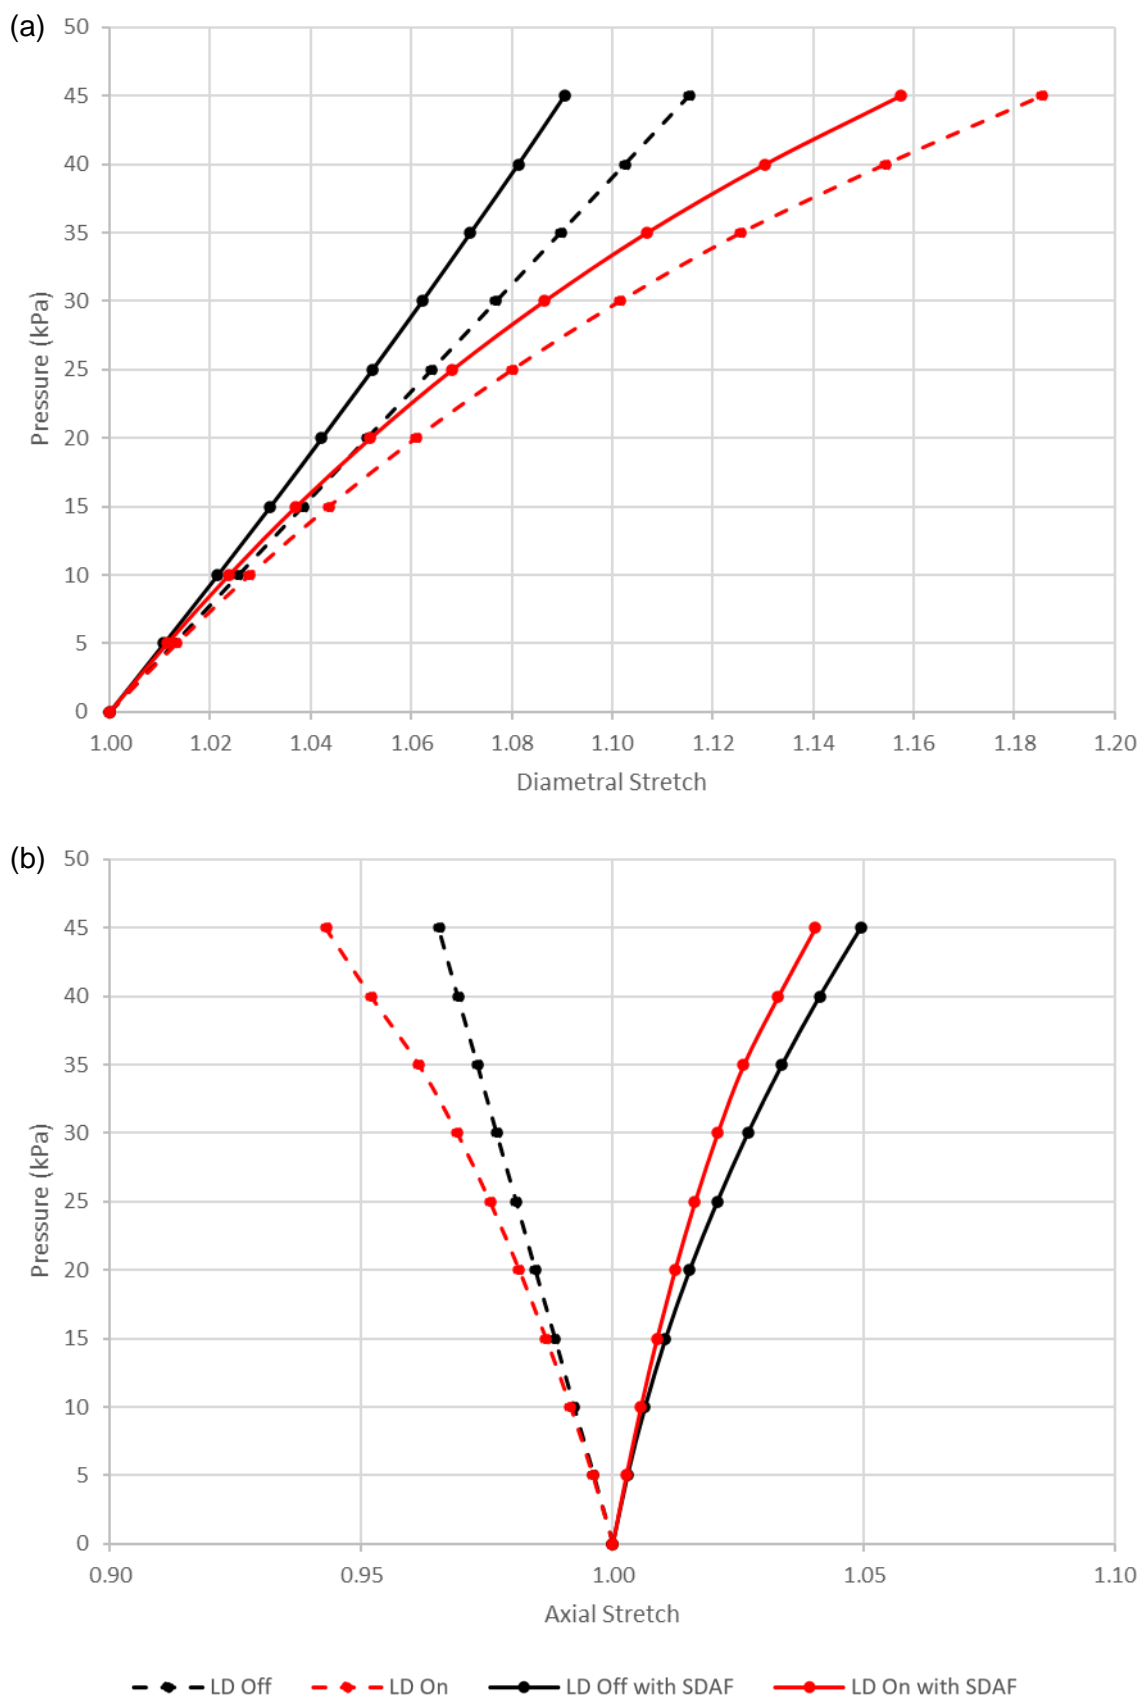 (a)
50
45
40
35
30
25
20
15
10
5
0
Pressure (kPa)
1.00 1.02 1.04 1.06 1.08 1.10 1.12 1.14 1.16 1.18 1.20
Diametral Stretch
(b)
50
45
40
35
30
25
20
15
10
5
0
Pressure (kPa)
0.90 0.95 1.00 1.05 1.10
Axial Stretch
LD Off LD On LD Off with SDAF LD On with SDAF